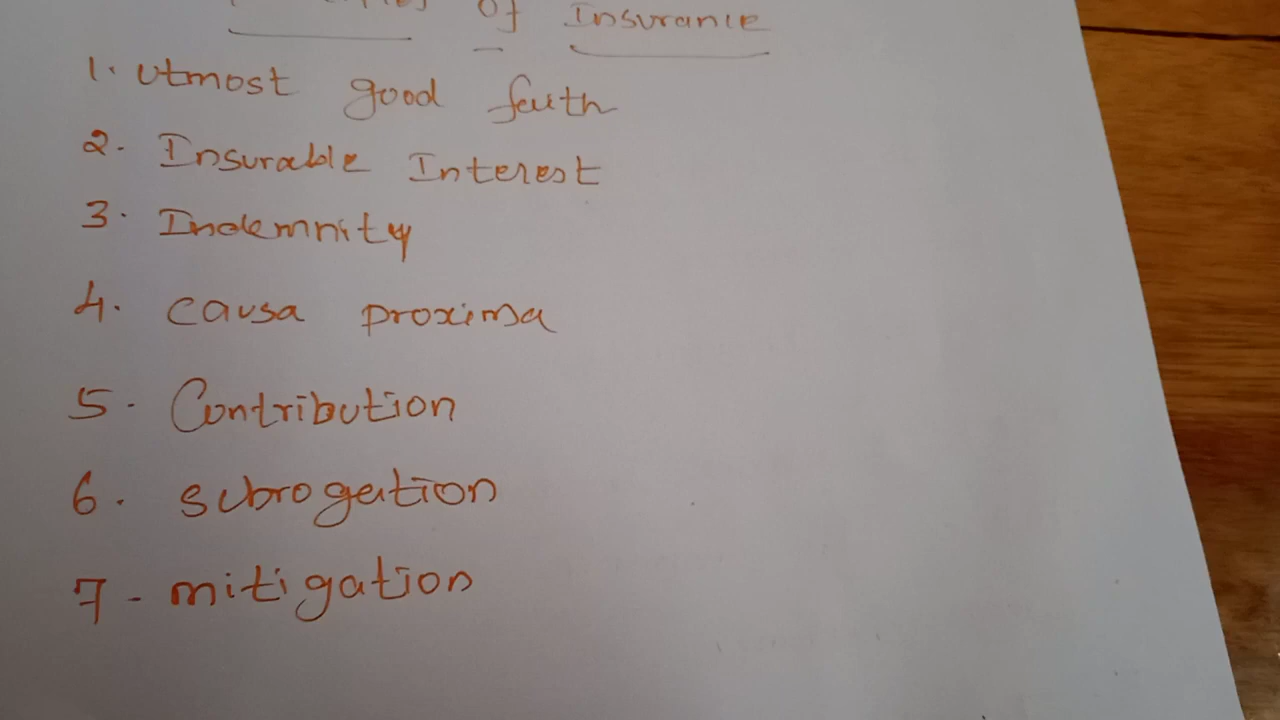 of Insurance
1. Utmost good faith
2. Insurable Interest
3. Indemnity
4. causa proxima
5. Contribution
6. subrogation
7. mitigation